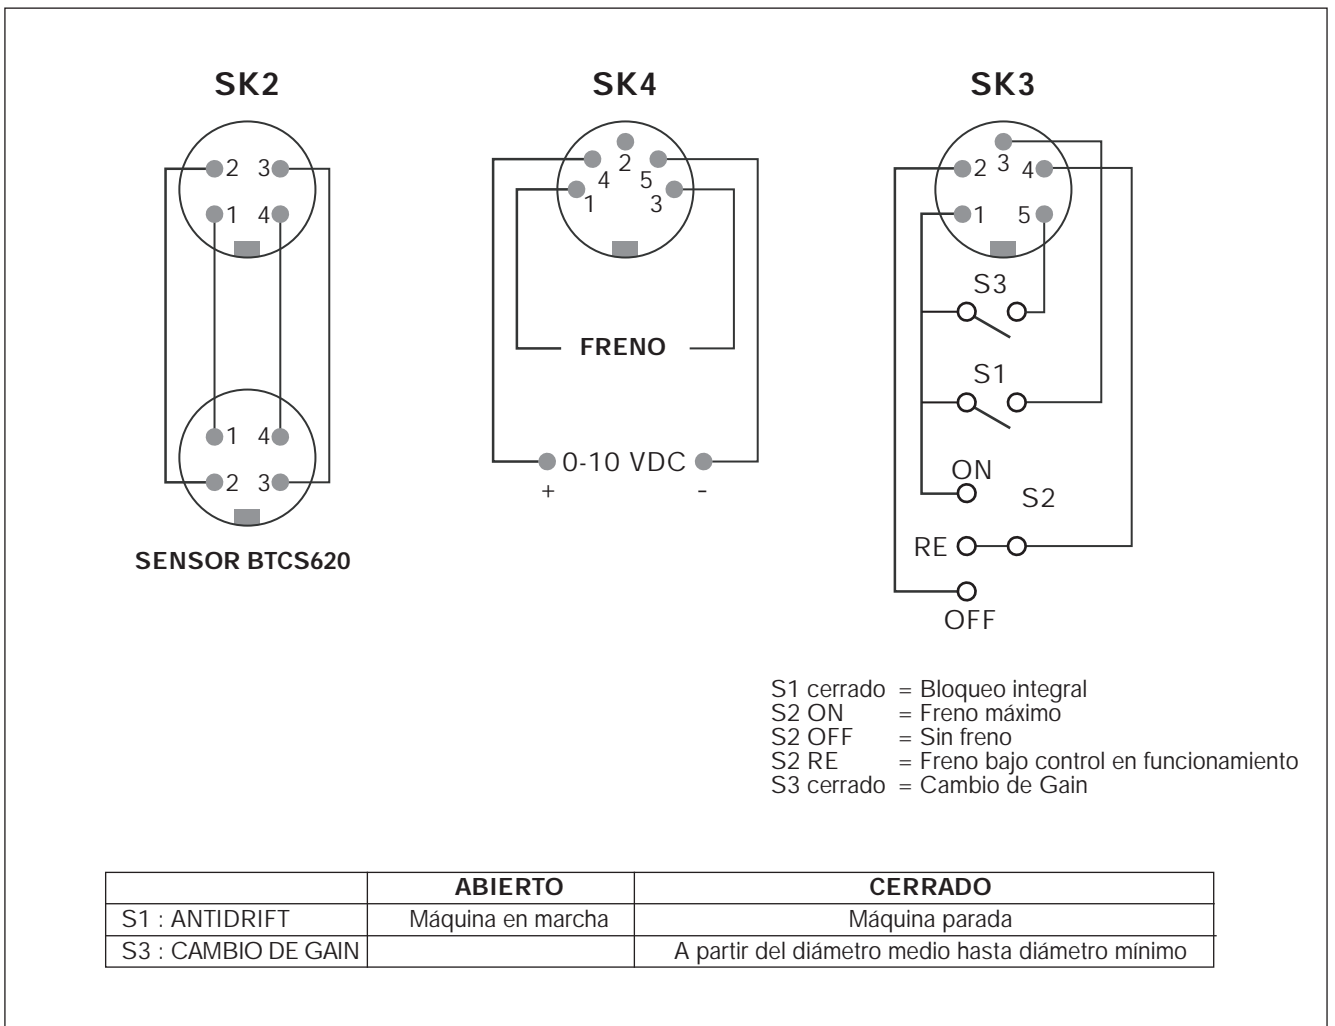 SK2 SK4 SK3
2 3
1 4
1 4
2 3
SENSOR BTCS620
2
4 5
1 3
FRENO
0-10 VDC
+ -
3
2 4
1 5
S3
S1
ON
S2
RE
OFF
S1 cerrado = Bloqueo integral
S2 ON = Freno máximo
S2 OFF = Sin freno
S2 RE = Freno bajo control en funcionamiento
S3 cerrado = Cambio de Gain
ABIERTO CERRADO
S1 : ANTIDRIFT Máquina en marcha Máquina parada
S3 : CAMBIO DE GAIN A partir del diámetro medio hasta diámetro mínimo